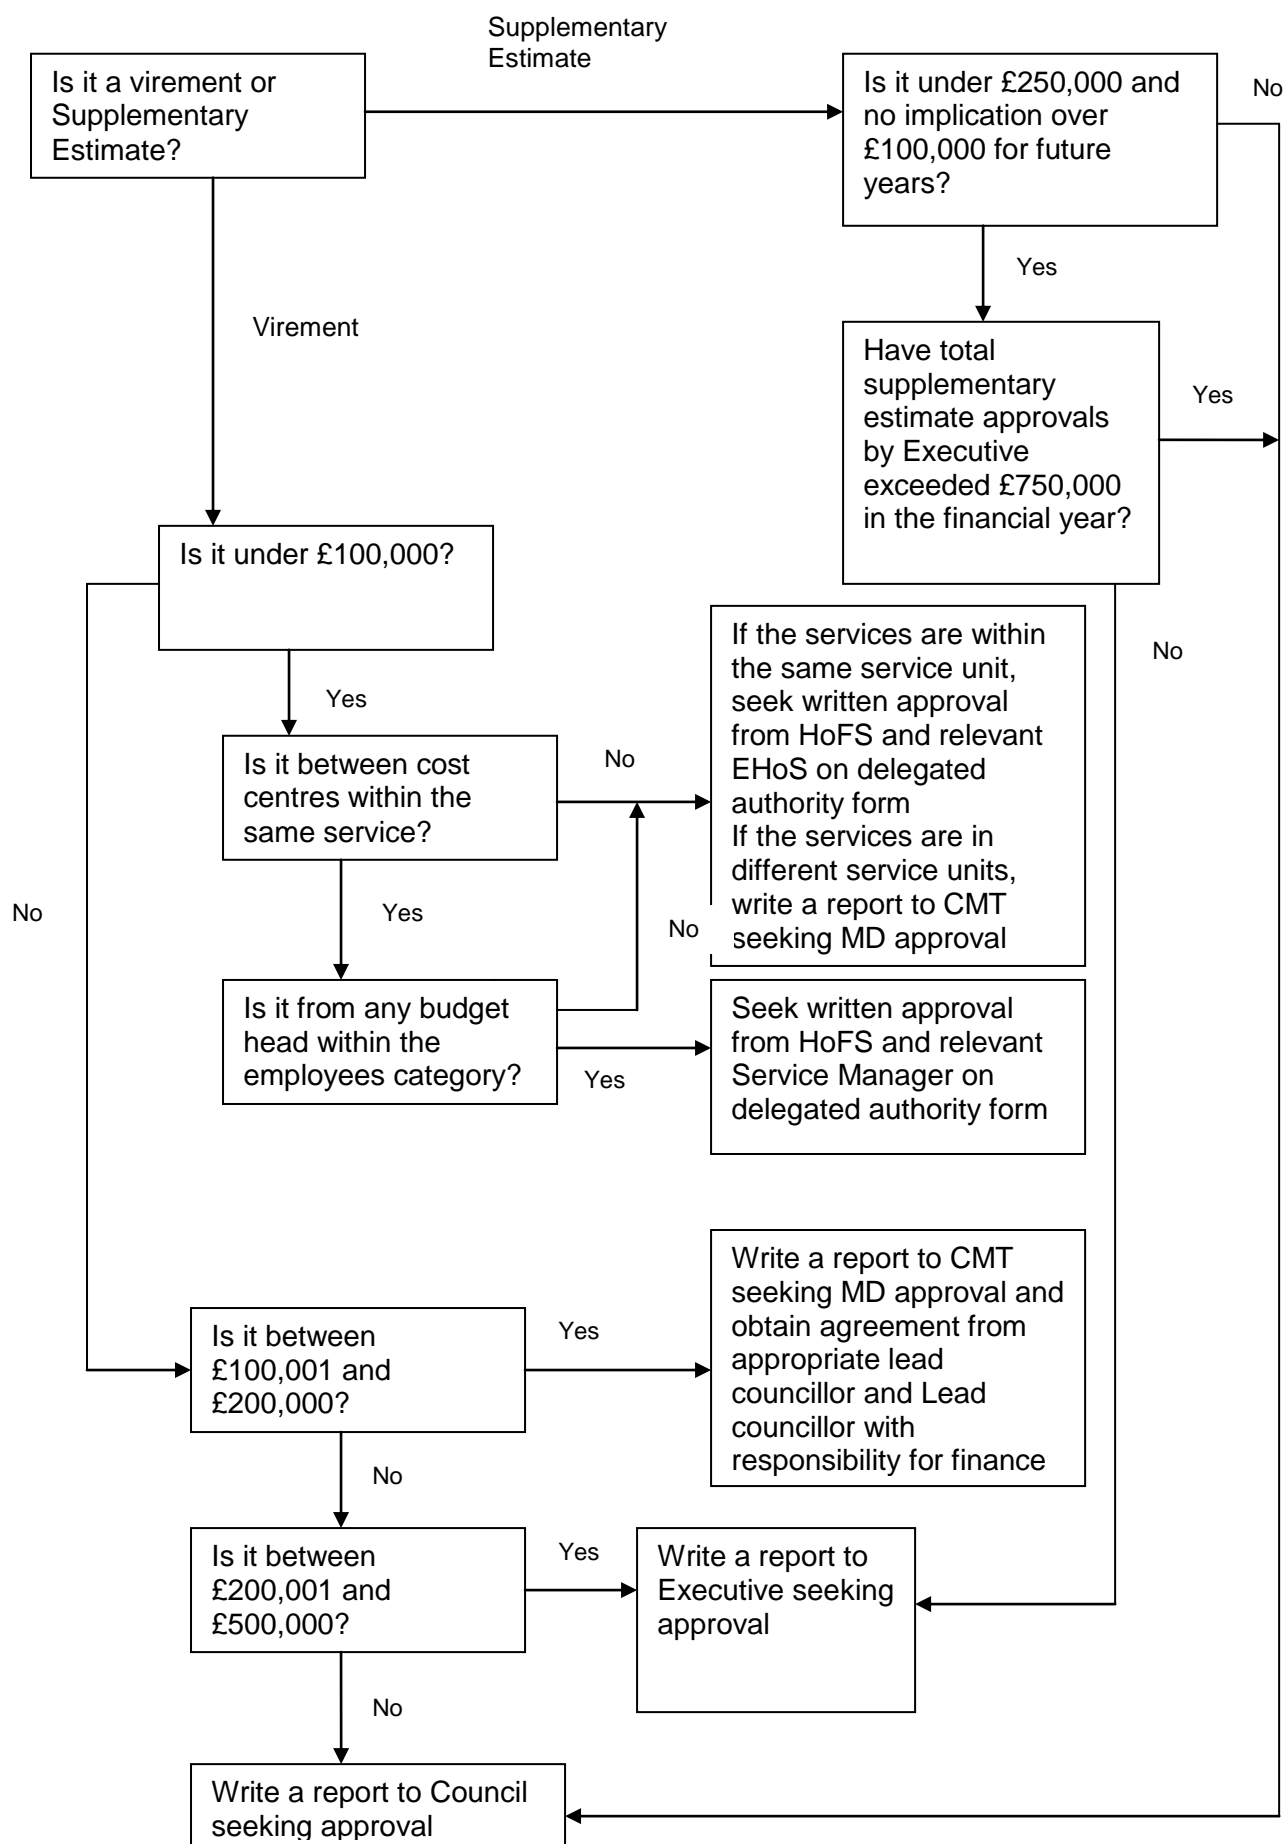 Supplementary
Estimate
Is it a virement or
Supplementary
Estimate?
Is it under £250,000 and
no implication over
£100,000 for future
years?
No
Yes
Virement
Have total
supplementary
estimate approvals
by Executive
exceeded £750,000
in the financial year?
Yes
Is it under £100,000?
No
If the services are within
the same service unit,
seek written approval
from HoFS and relevant
EHoS on delegated
authority form
If the services are in
different service units,
write a report to CMT
seeking MD approval
Yes
Is it between cost
centres within the
same service?
No
No
Yes
No
Is it from any budget
head within the
employees category?
Yes
Seek written approval
from HoFS and relevant
Service Manager on
delegated authority form
Is it between
£100,001 and
£200,000?
Yes
Write a report to CMT
seeking MD approval and
obtain agreement from
appropriate lead
councillor and Lead
councillor with
responsibility for finance
No
Is it between
£200,001 and
£500,000?
Yes
Write a report to
Executive seeking
approval
No
Write a report to Council
seeking approval